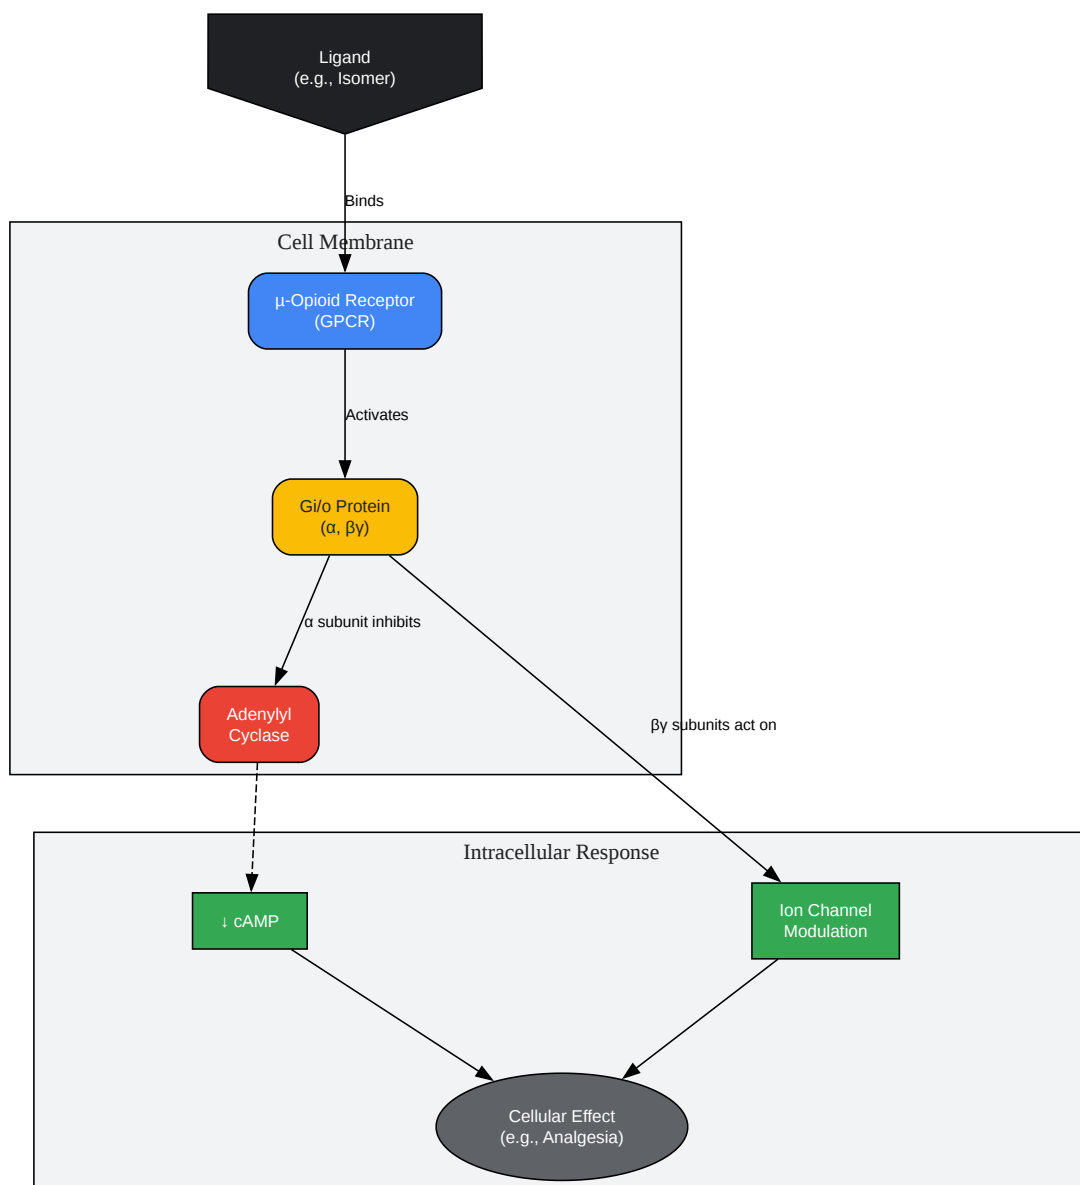 Ligand
(e.g., Isomer)
Binds
Cell Membrane
µ-Opioid Receptor
(GPCR)
Activates
Gi/o Protein
(α, βγ)
α subunit inhibits
Adenylyl
Cyclase
βγ subunits act on
Intracellular Response
↓ cAMP
Ion Channel
Modulation
Cellular Effect
(e.g., Analgesia)